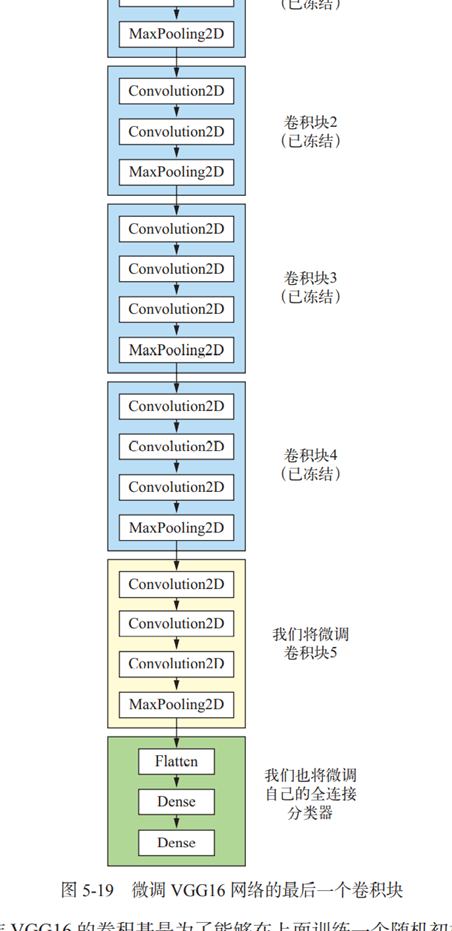 （已冻结）
MaxPooling2D
Convolution2D
Convolution2D
MaxPooling2D
卷积块2
（已冻结）
Convolution2D
Convolution2D
Convolution2D
MaxPooling2D
卷积块3
（已冻结）
Convolution2D
Convolution2D
Convolution2D
MaxPooling2D
卷积块4
（已冻结）
Convolution2D
Convolution2D
Convolution2D
MaxPooling2D
我们将微调
卷积块5
Flatten
Dense
Dense
我们也将微调
自己的全连接
分类器
图 5-19 微调 VGG16 网络的最后一个卷积块
VGG16 的卷积基是为了能够在上面训练一个随机初